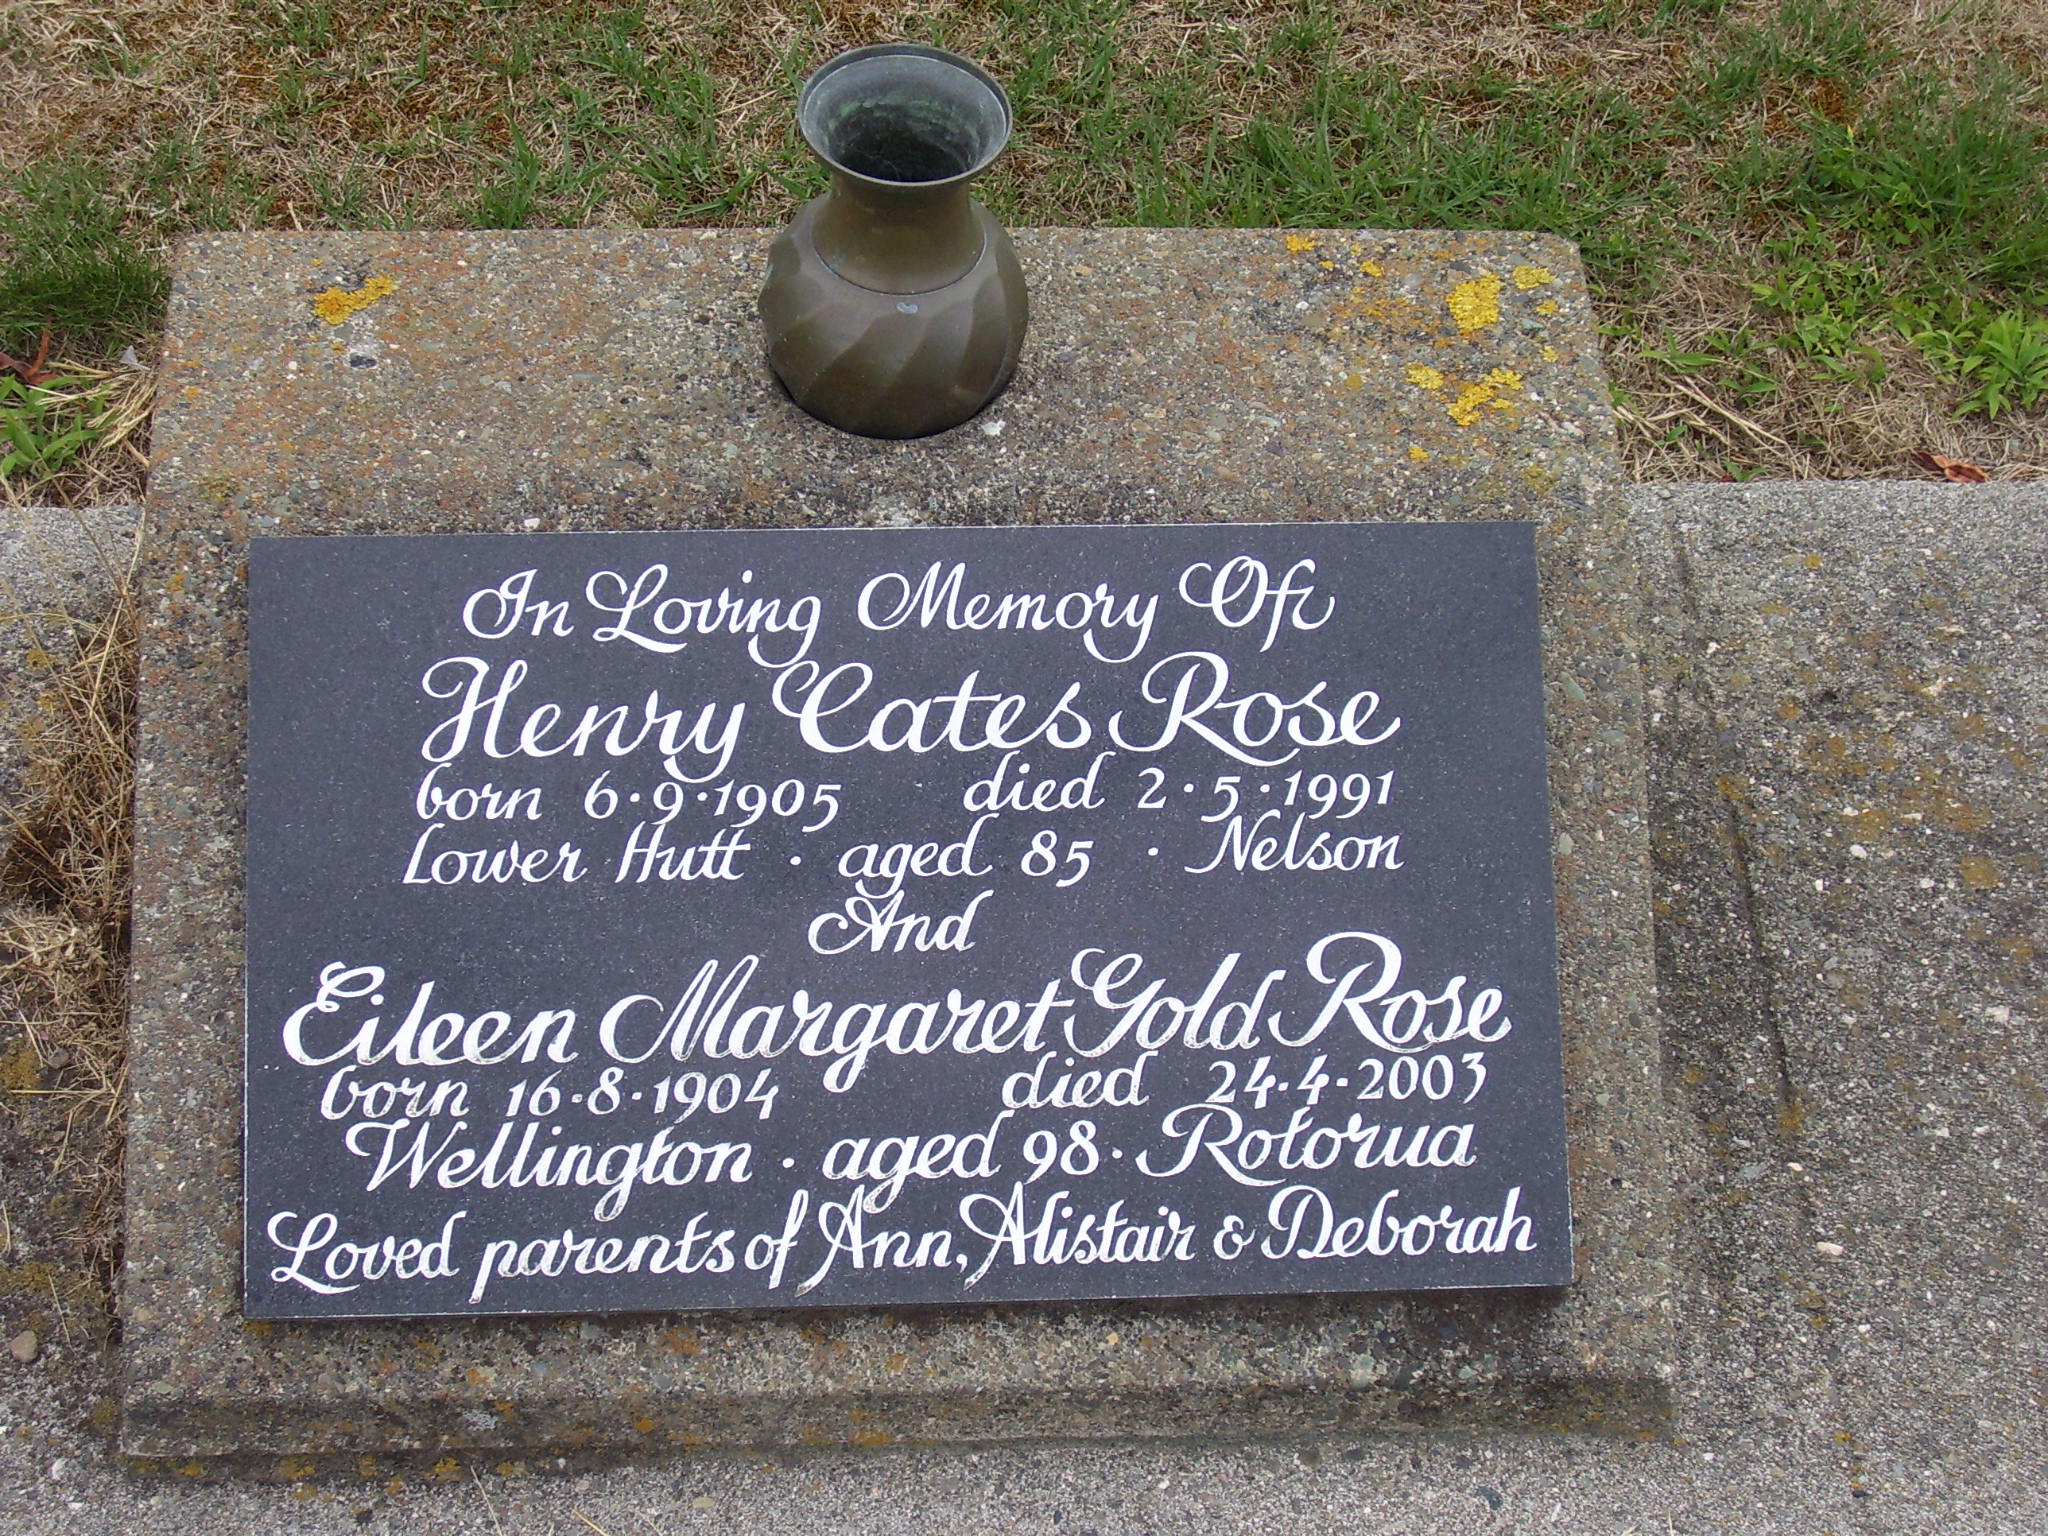 In Loving Memory Of
Henry Cates Rose
born 6·9·1905 died 2·5·1991
Lower Hutt · aged 85 · Nelson
And
Eileen Margaret Gold Rose
born 16·8·1904 died 24·4·2003
Wellington · aged 98 · Rotorua
Loved parents of Ann, Alistair & Deborah